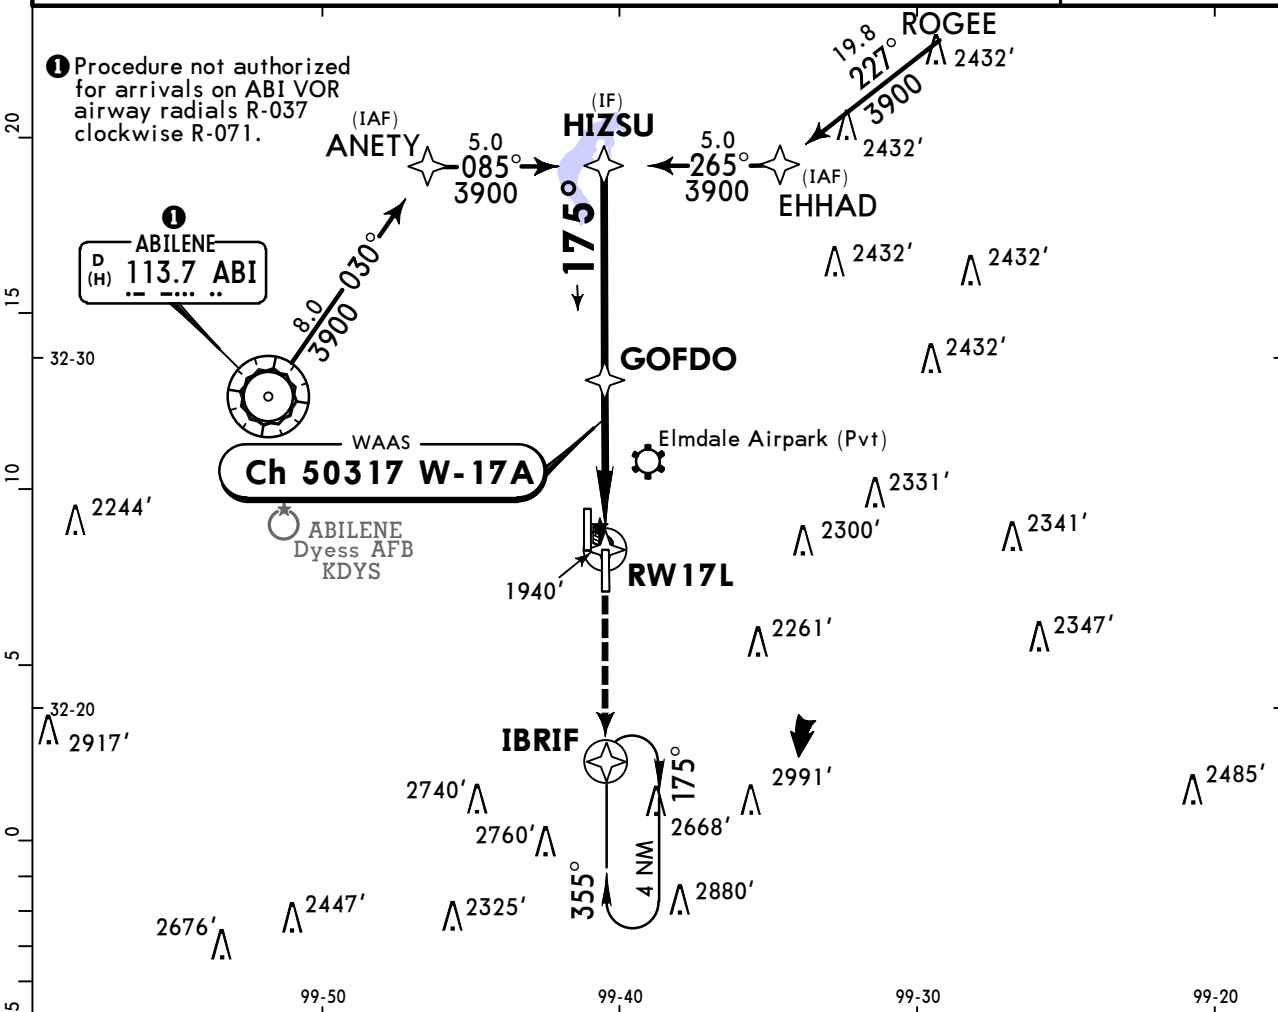 ROGEE
2432'
19.8
227°
3900
2432'
❶ Procedure not authorized
for arrivals on ABI VOR
airway radials R-037
clockwise R-071.
(IAF)
ANETY
5.0
085°
3900
(IF)
HIZSU
5.0
265°
3900
(IAF)
EHHAD
175°
❶
ABILENE
D
(H)
113.7 ABI
8.0
030°
3900
2432'
2432'
2432'
GOFDO
WAAS
Ch 50317 W-17A
Elmdale Airpark (Pvt)
2244'
ABILENE
Dyess AFB
KDYS
2331'
2300'
2341'
1940'
RW17L
2261'
2347'
2917'
IBRIF
175°
2991'
2485'
2740'
2668'
2760'
4 NM
355°
2880'
2676'
2447'
2325'
20
15
32-30
10
5
32-20
0
5
99-50
99-40
99-30
99-20